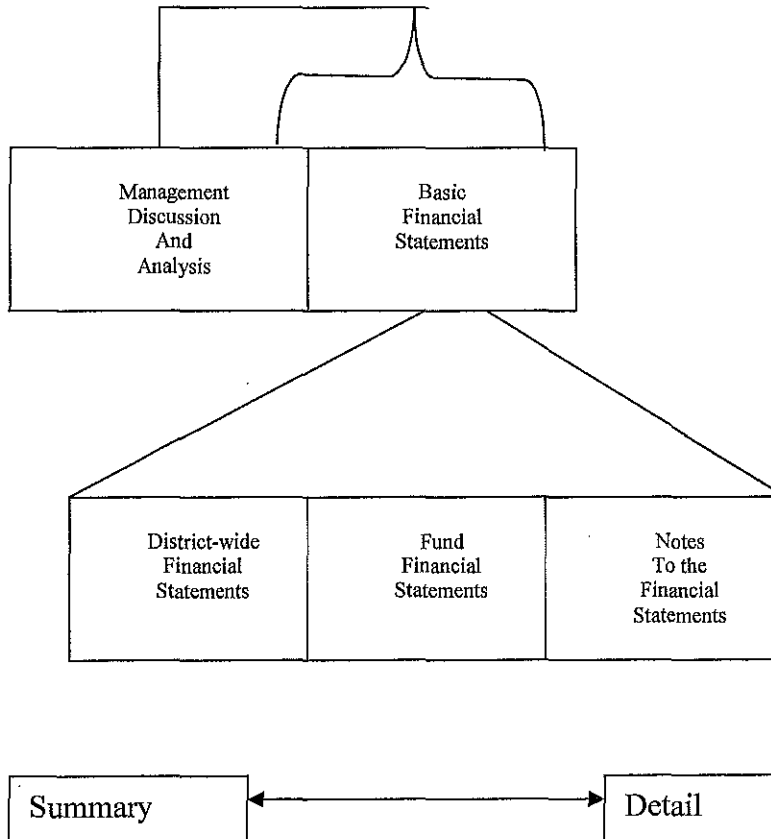 Management
Discussion
And
Analysis
Basic
Financial
Statements
District-wide
Financial
Statements
Fund
Financial
Statements
Notes
To the
Financial
Statements
Summary
Detail